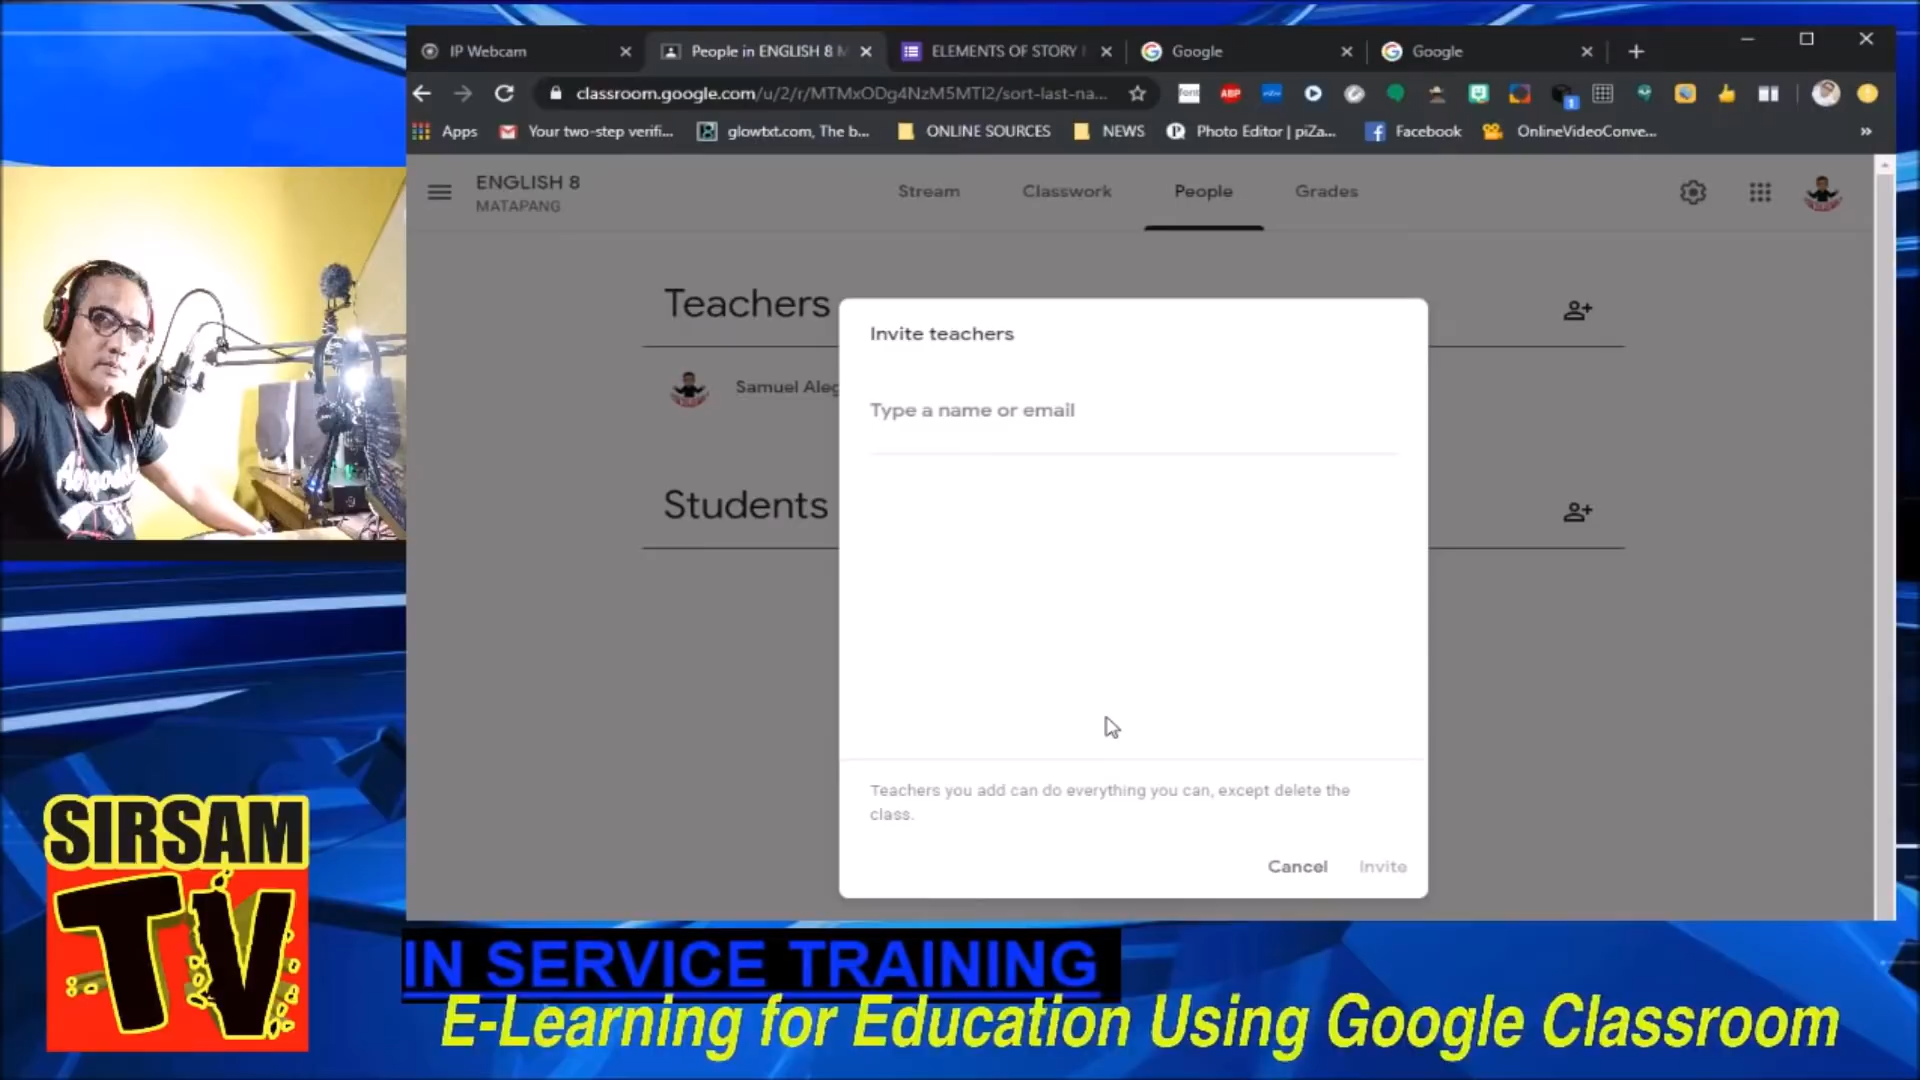 IP Webcam
People in ENGLISH 8 M
ELEMENTS OF STORY
Google
Google
classroom.google.com/u/2/r/MTMxODg4NzM5MTI2/sort-last-na...
ABP
1
Apps
Your two-step verifi...
glowtxt.com, The b...
ONLINE SOURCES
NEWS
Photo Editor | piZa...
Facebook
OnlineVideoConve...
ENGLISH 8
MATAPANG
Stream
Classwork
People
Grades
Teachers
Samuel Aleg
Students
Invite teachers
Type a name or email
Teachers you add can do everything you can, except delete the
class.
Cancel
Invite
SIRSAM
TV
IN SERVICE TRAINING
E-Learning for Education Using Google Classroom